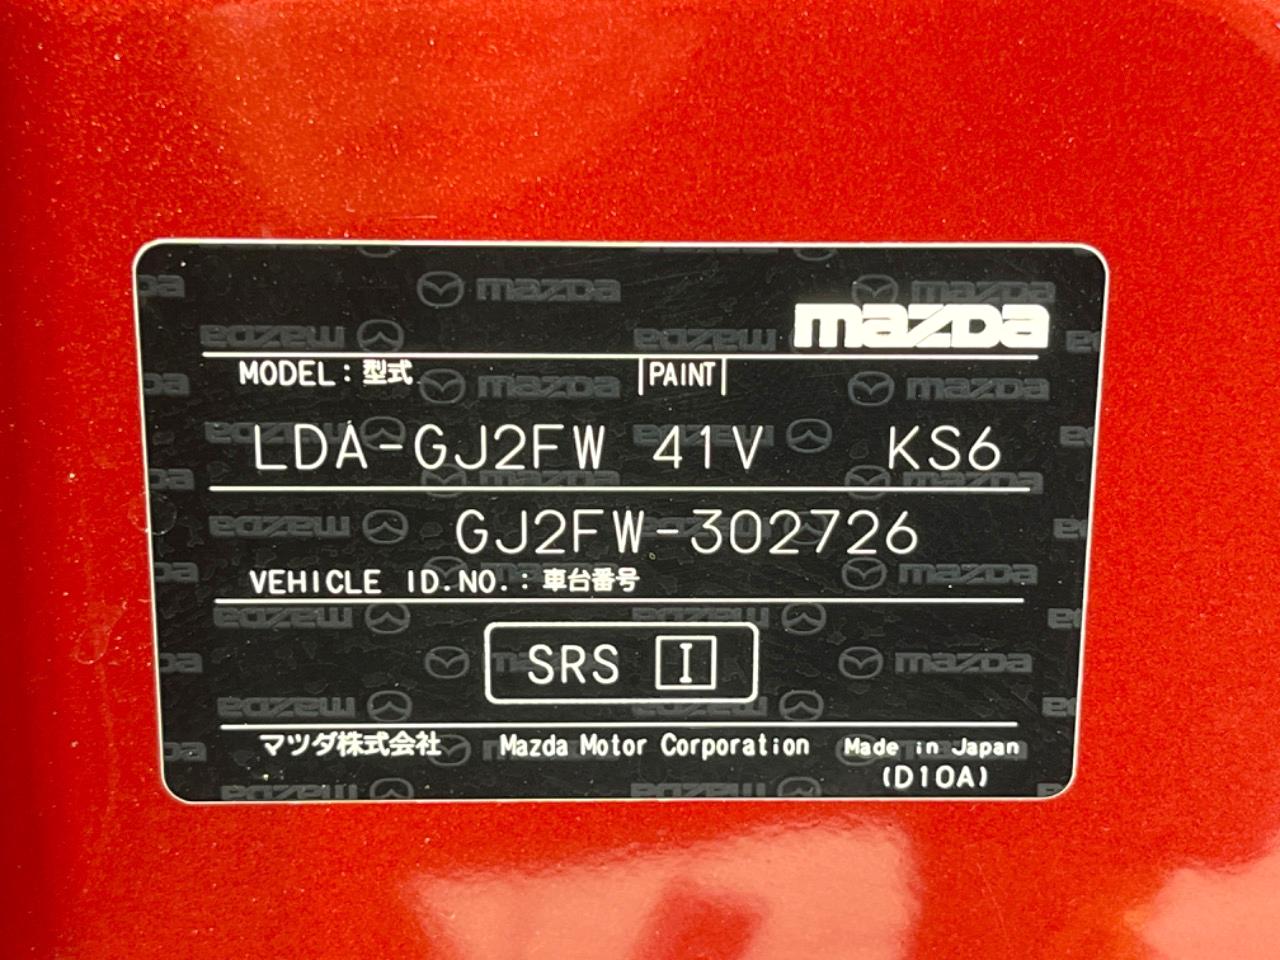 mazda
MODEL：型式 PAINT
LDA-GJ2FW 41V KS6
GJ2FW-302726
VEHICLE ID.NO.：車台番号
SRS I
マツダ株式会社 Mazda Motor Corporation Made in Japan
(D10A)